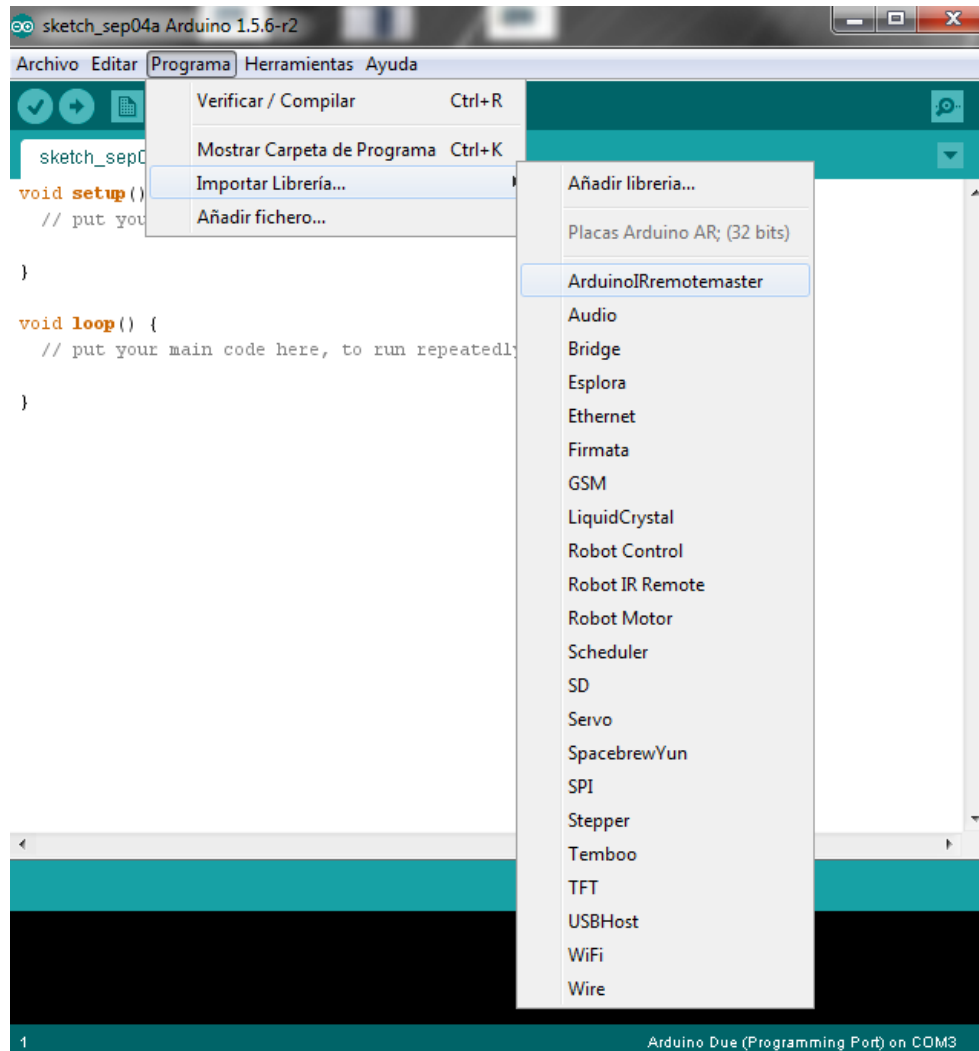 sketch_sep04a Arduino 1.5.6-r2
Archivo Editar Programa Herramientas Ayuda
Verificar / Compilar Ctrl+R
Mostrar Carpeta de Programa Ctrl+K
Importar Librería...
Añadir fichero...
sketch_sep0
void setup()
// put you
}
void loop() {
// put your main code here, to run repeatedly
}
Añadir libreria...
Placas Arduino AR; (32 bits)
ArduinoIRremotemaster
Audio
Bridge
Esplora
Ethernet
Firmata
GSM
LiquidCrystal
Robot Control
Robot IR Remote
Robot Motor
Scheduler
SD
Servo
SpacebrewYun
SPI
Stepper
Temboo
TFT
USBHost
WiFi
Wire
1 Arduino Due (Programming Port) on COM3